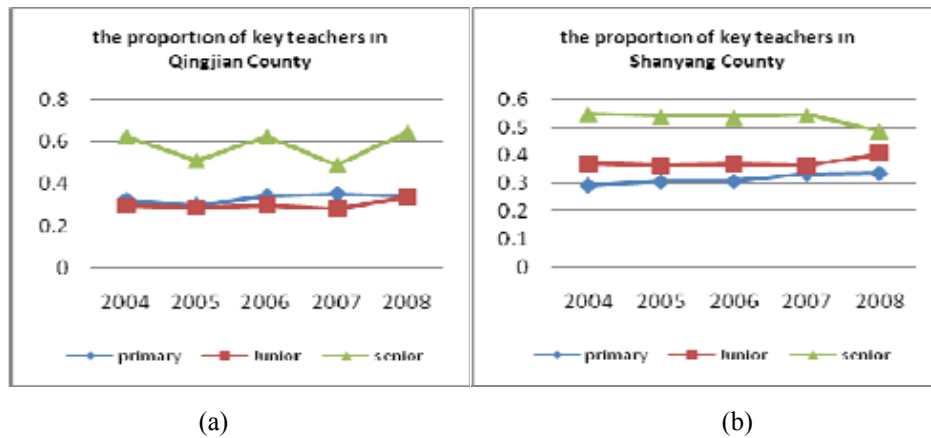 the proportion of key teachers in
Qingjian County
0.8
0.6
0.4
0.2
0
2004 2005 2006 2007 2008
primary Junior senior
(a)
the proportion of key teachers in
Shanyang County
0.6
0.5
0.4
0.3
0.2
0.1
0
2004 2005 2006 2007 2008
primary Junior senior
(b)